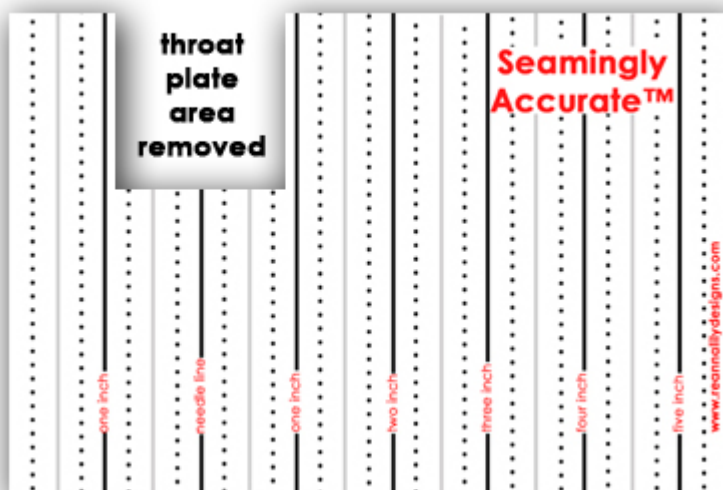 throat
plate
area
removed
Seamingly
Accurate™
one inch
needle line
one inch
two inch
three inch
four inch
five inch
www.reannalilydesigns.com